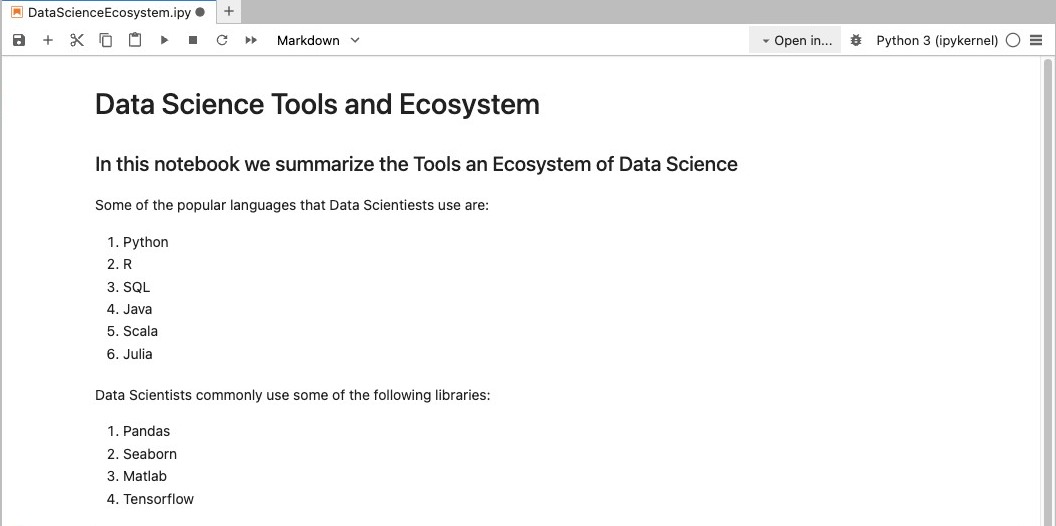 DataScienceEcosystem.ipy
Markdown
Open in...
Python 3 (ipykernel)
Data Science Tools and Ecosystem
In this notebook we summarize the Tools an Ecosystem of Data Science
Some of the popular languages that Data Scientiests use are:
1. Python
2. R
3. SQL
4. Java
5. Scala
6. Julia
Data Scientists commonly use some of the following libraries:
1. Pandas
2. Seaborn
3. Matlab
4. Tensorflow